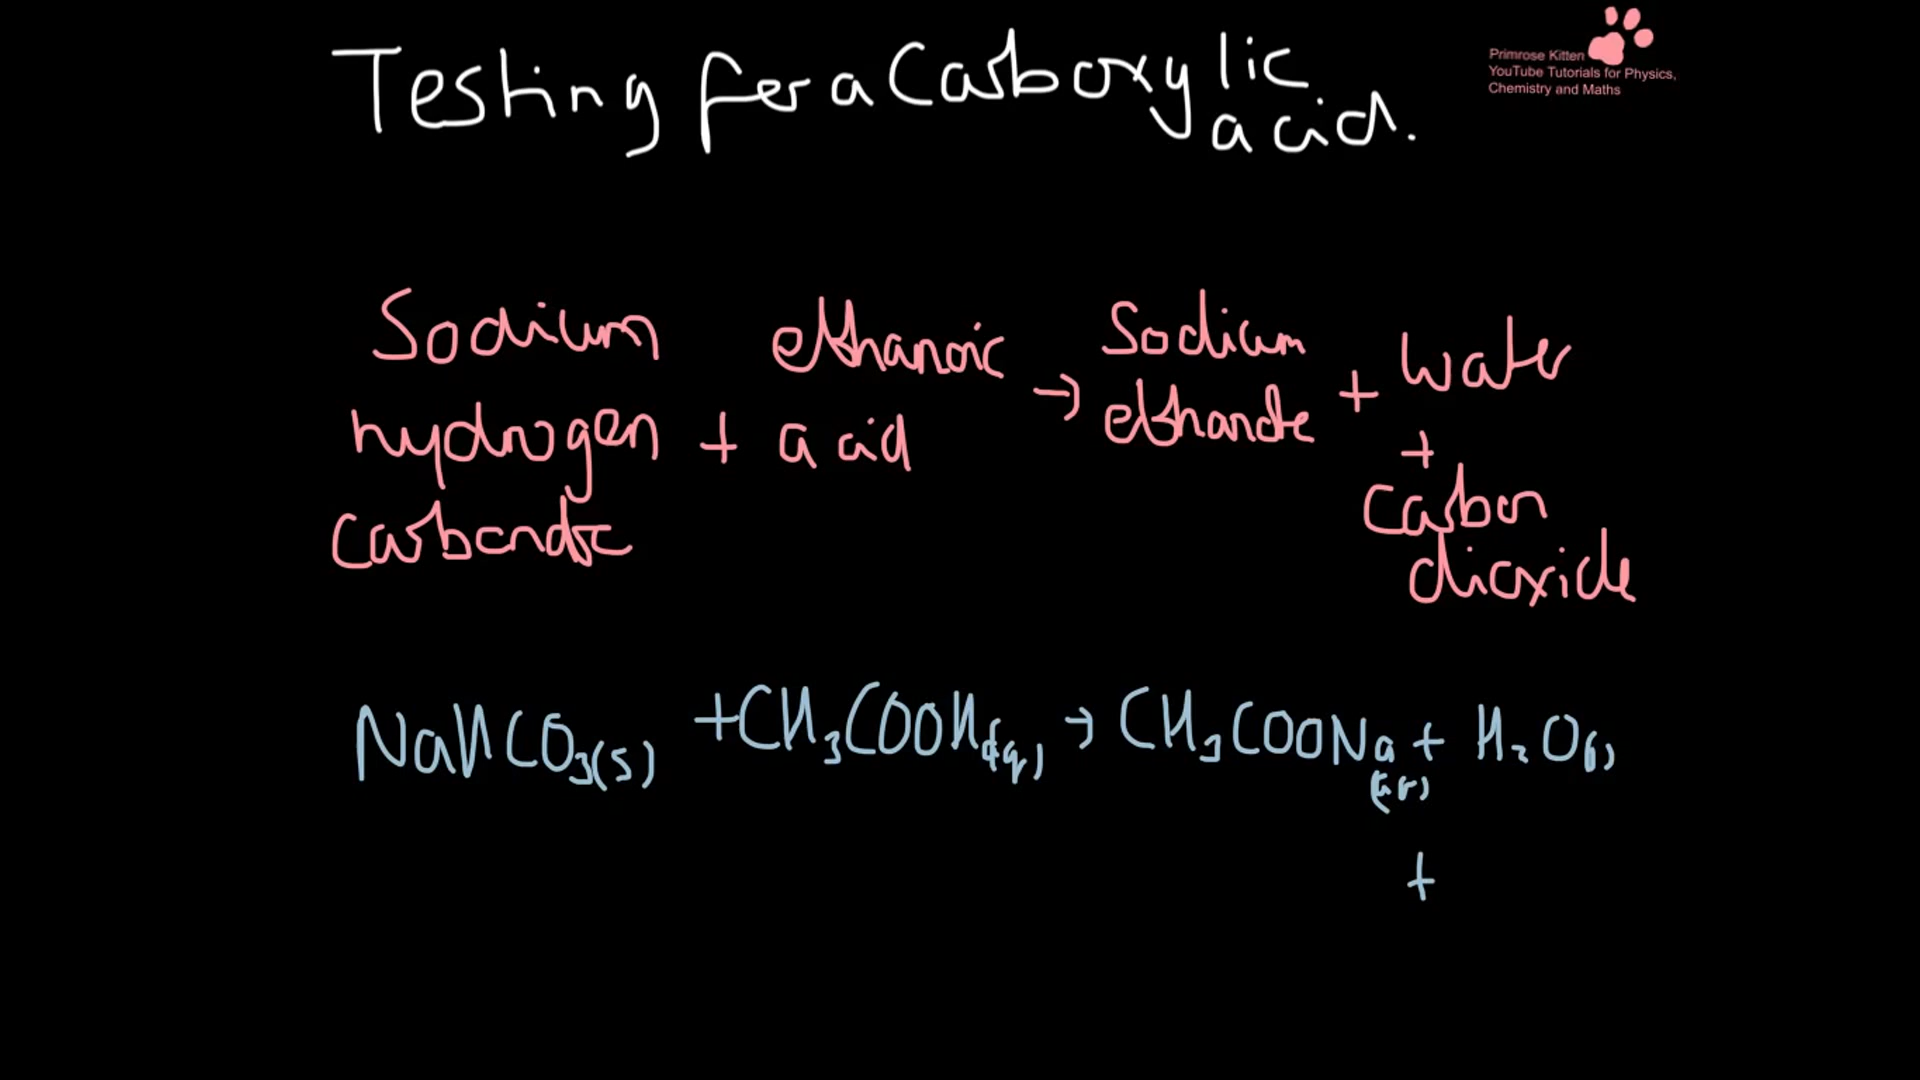 Testing for a Carboxylic
acid.
Primrose Kitten
YouTube Tutorials for Physics,
Chemistry and Maths
Sodium ethanoic → Sodium + water
hydrogen + acid ethanoate +
Carbonate Carbon
dioxide
NaHCO₃(s) + CH₃COOH(aq) → CH₃COONa + H₂O(l)
(aq)
+